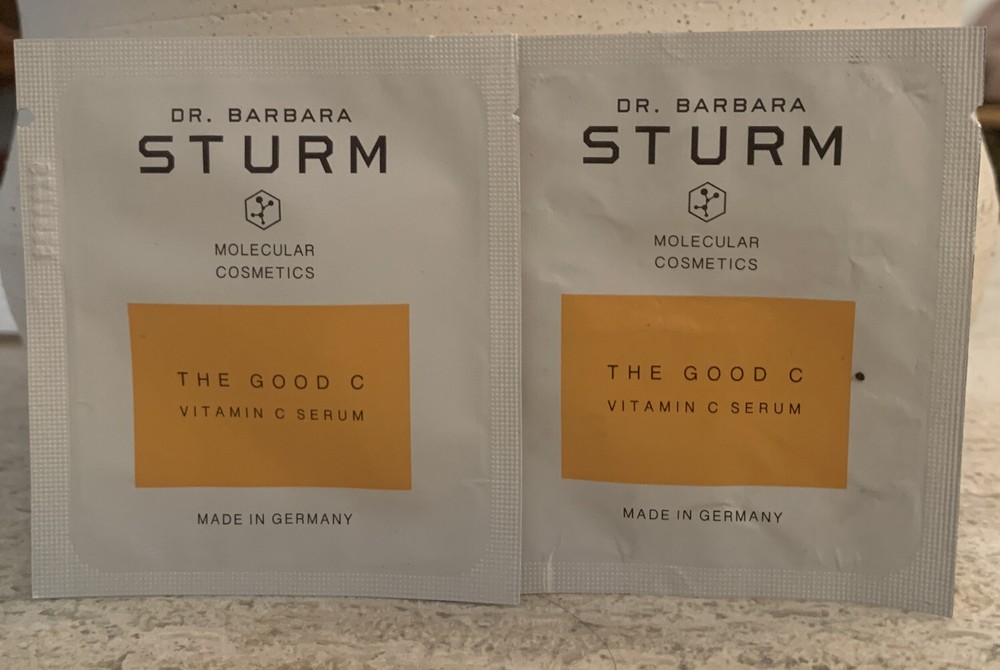 DR. BARBARA
STURM
MOLECULAR
COSMETICS
THE GOOD C
VITAMIN C SERUM
MADE IN GERMANY
DR. BARBARA
STURM
MOLECULAR
COSMETICS
THE GOOD C
VITAMIN C SERUM
MADE IN GERMANY